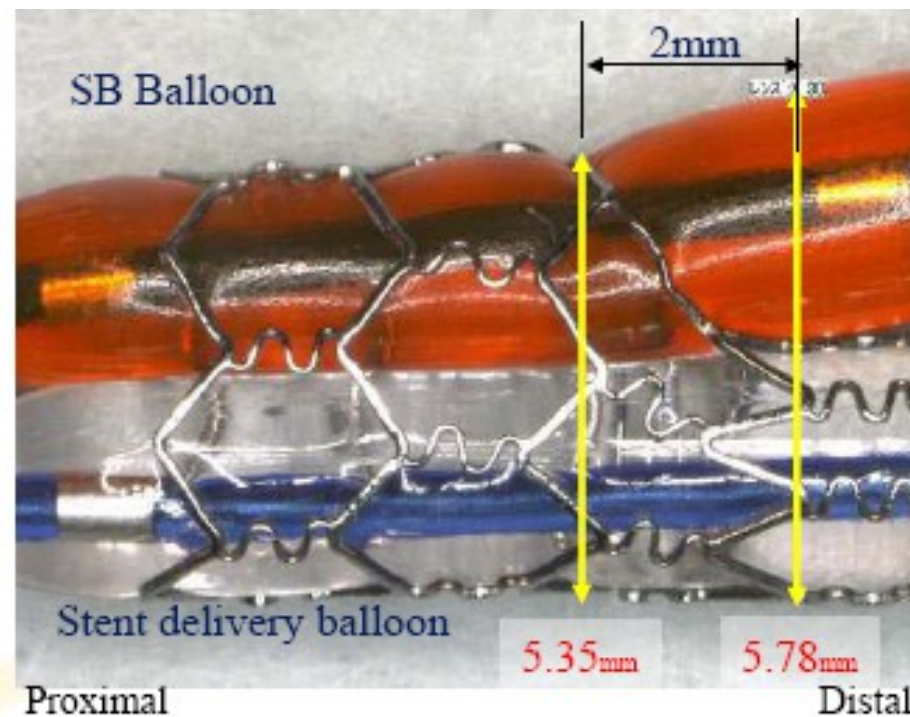 2mm
SB Balloon
Stent delivery balloon
5.35mm
5.78mm
Proximal
Distal